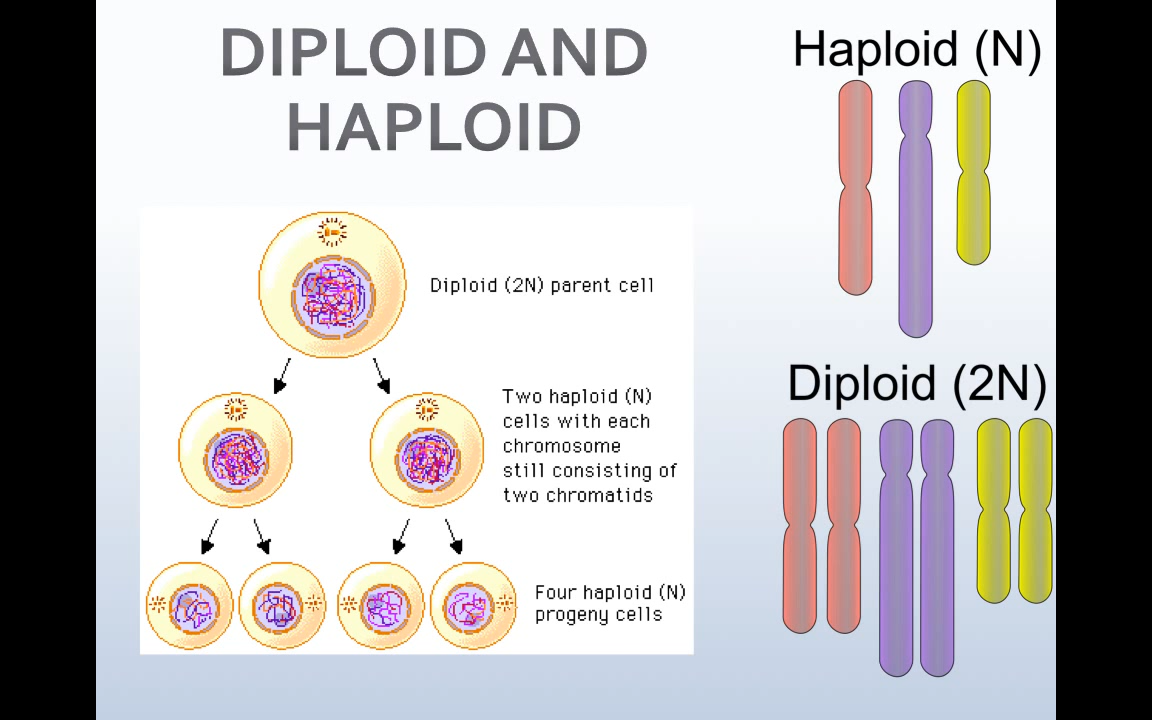 DIPLOID AND
HAPLOID
Diploid (2N) parent cell
Two haploid (N)
cells with each
chromosome
still consisting of
two chromatids
Four haploid (N)
progeny cells
Haploid (N)
Diploid (2N)